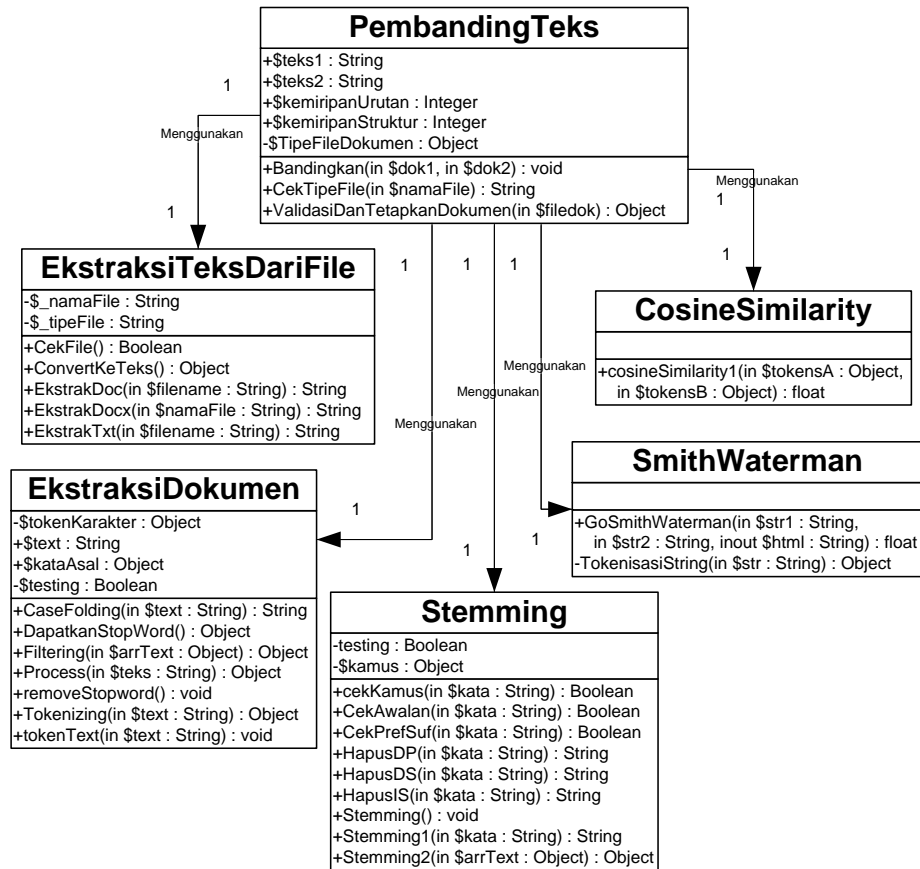 PembandingTeks
+$teks1 : String
+$teks2 : String
+$kemiripanUrutan : Integer
+$kemiripanStruktur : Integer
-$TipeFileDokumen : Object
+Bandingkan(in $dok1, in $dok2) : void
+CekTipeFile(in $namaFile) : String
+ValidasiDanTetapkanDokumen(in $filedok) : Object
1
Menggunakan
1
Menggunakan
1
1
EkstraksiTeksDariFile
-$_namaFile : String
-$_tipeFile : String
+CekFile() : Boolean
+ConvertKeTeks() : Object
+EkstrakDoc(in $filename : String) : String
+EkstrakDocx(in $namaFile : String) : String
+EkstrakTxt(in $filename : String) : String
1
1
1
CosineSimilarity
+cosineSimilarity1(in $tokensA : Object,
in $tokensB : Object) : float
Menggunakan
Menggunakan
Menggunakan
SmithWaterman
+GoSmithWaterman(in $str1 : String,
in $str2 : String, inout $html : String) : float
-TokenisasiString(in $str : String) : Object
1
1
1
EkstraksiDokumen
-$tokenKarakter : Object
+$text : String
+$kataAsal : Object
-$testing : Boolean
+CaseFolding(in $text : String) : String
+DapatkanStopWord() : Object
+Filtering(in $arrText : Object) : Object
+Process(in $teks : String) : Object
+removeStopword() : void
+Tokenizing(in $text : String) : Object
+tokenText(in $text : String) : void
Stemming
-testing : Boolean
-$kamus : Object
+cekKamus(in $kata : String) : Boolean
+CekAwalan(in $kata : String) : Boolean
+CekPrefSuf(in $kata : String) : Boolean
+HapusDP(in $kata : String) : String
+HapusDS(in $kata : String) : String
+HapusIS(in $kata : String) : String
+Stemming() : void
+Stemming1(in $kata : String) : String
+Stemming2(in $arrText : Object) : Object